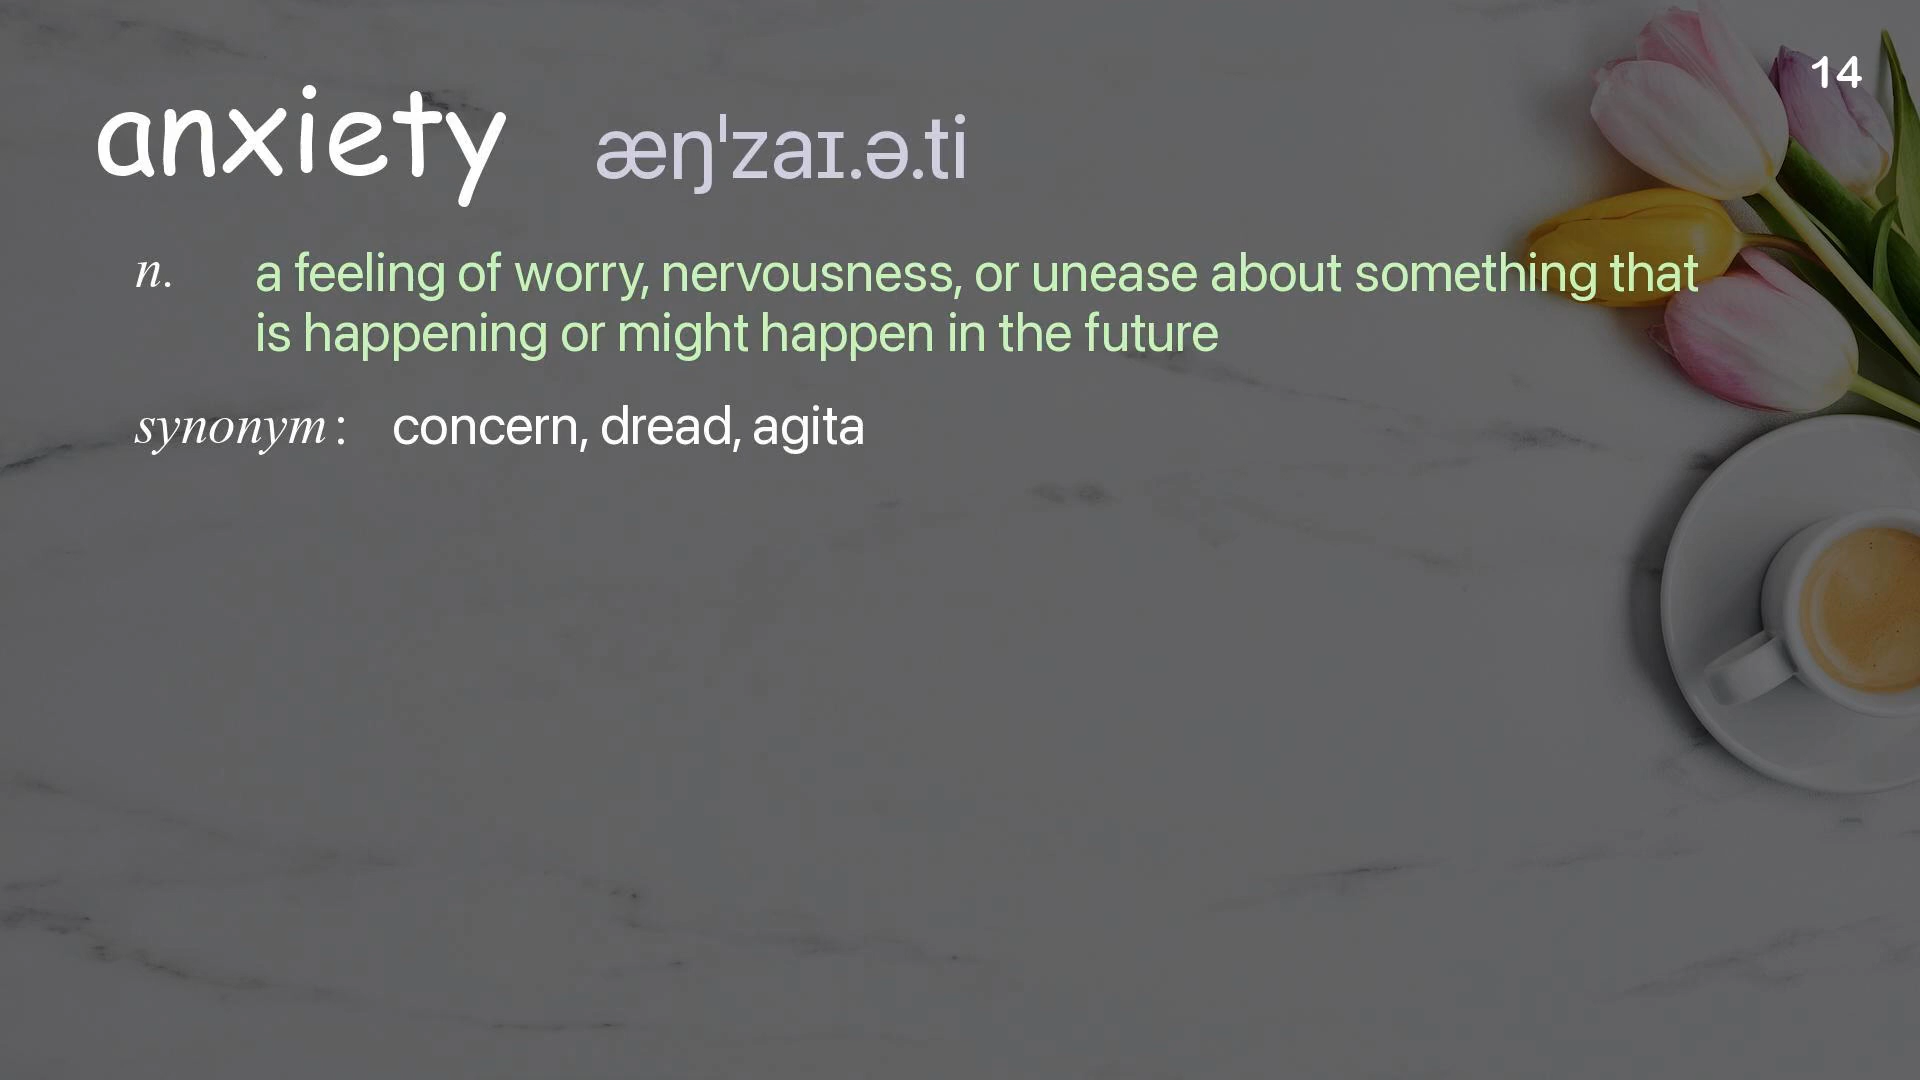 14
anxiety æŋˈzaɪ.ə.ti
n. a feeling of worry, nervousness, or unease about something that
is happening or might happen in the future
synonym: concern, dread, agita